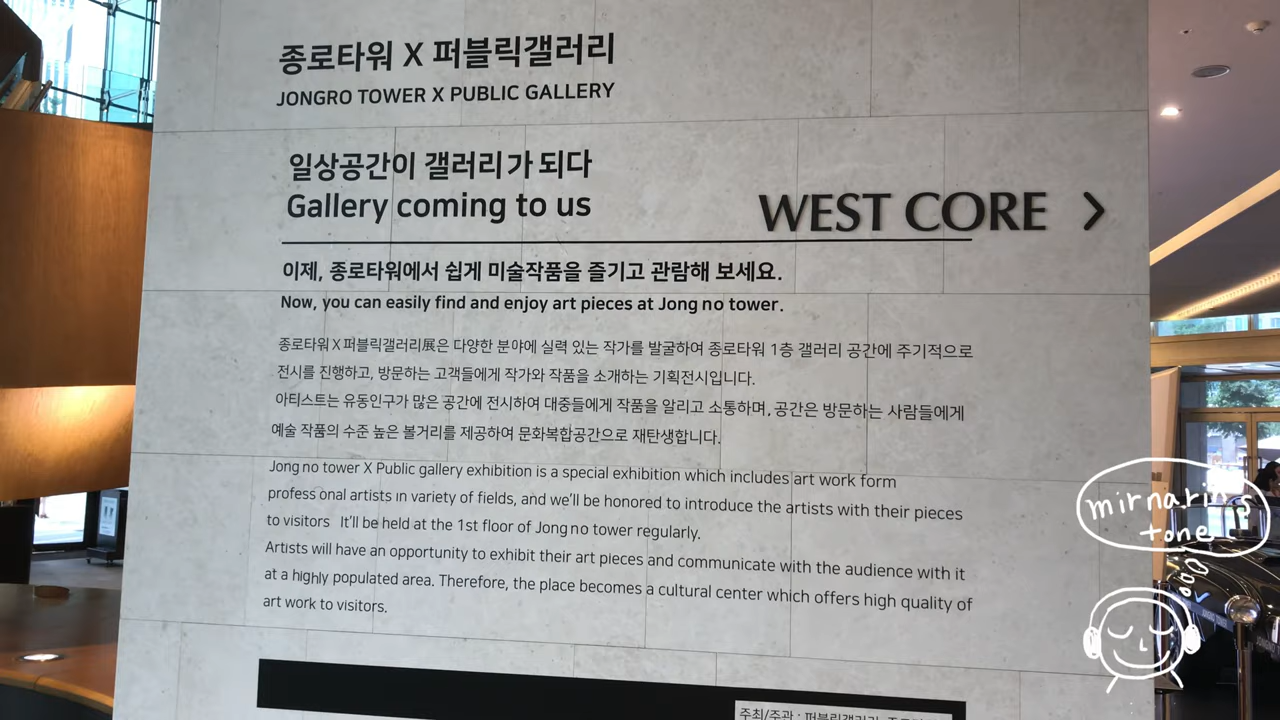 종로타워 X 퍼블릭갤러리
JONGRO TOWER X PUBLIC GALLERY
일상공간이 갤러리가 되다
Gallery coming to us
WEST CORE >
이제, 종로타워에서 쉽게 미술작품을 즐기고 관람해 보세요.
Now, you can easily find and enjoy art pieces at Jong no tower.
종로타워 X 퍼블릭갤러리展은 다양한 분야에 실력 있는 작가를 발굴하여 종로타워 1층 갤러리 공간에 주기적으로
전시를 진행하고, 방문하는 고객들에게 작가와 작품을 소개하는 기획전시입니다.
아티스트는 유동인구가 많은 공간에 전시하여 대중들에게 작품을 알리고 소통하며, 공간은 방문하는 사람들에게
예술 작품의 수준 높은 볼거리를 제공하여 문화복합공간으로 재탄생합니다.
Jong no tower X Public gallery exhibition is a special exhibition which includes art work form
profess onal artists in variety of fields, and we'll be honored to introduce the artists with their pieces
to visitors It'll be held at the 1st floor of Jong no tower regularly.
Artists will have an opportunity to exhibit their art pieces and communicate with the audience with it
at a highly populated area. Therefore, the place becomes a cultural center which offers high quality of
art work to visitors.
주최/주관 : 퍼블릭갤러리
mirnarin's
tone